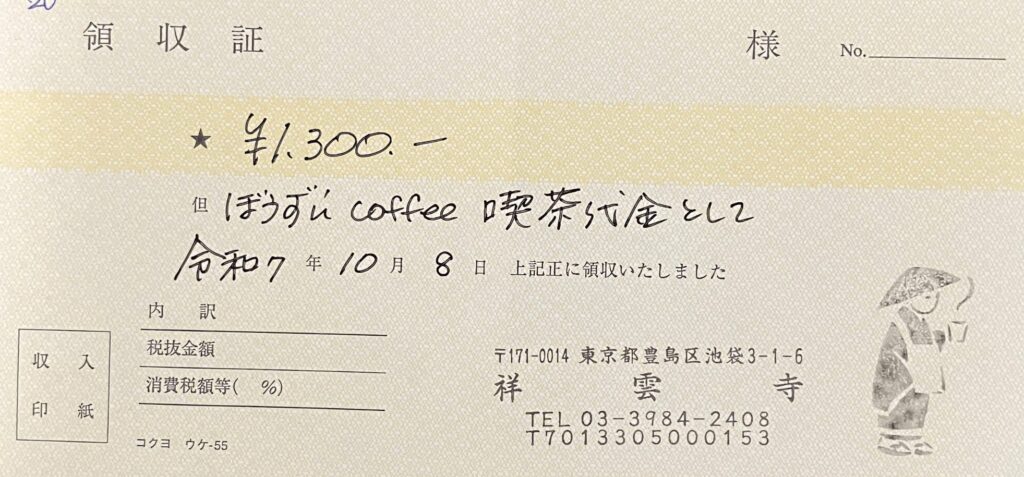 領収証 様 No.
★ ¥1,300.-
但 ぼうずcoffee 喫茶代金として
令和7年10月8日 上記正に領収いたしました
内訳
税抜金額
消費税額等( %)
収入印紙
コクヨ ウケ-55
〒171-0014 東京都豊島区池袋3-1-6
祥雲寺
TEL 03-3984-2408
T7013305000153